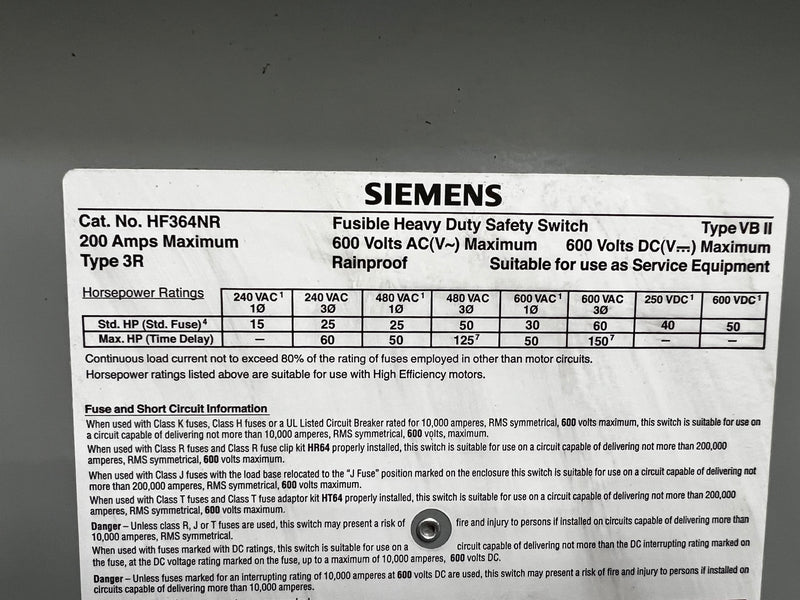 SIEMENS
Cat. No. HF364NR Fusible Heavy Duty Safety Switch Type VB II
200 Amps Maximum 600 Volts AC(V~) Maximum 600 Volts DC(V⎓) Maximum
Type 3R Rainproof Suitable for use as Service Equipment
Horsepower Ratings 240 VAC¹ 1Ø 240 VAC 3Ø 480 VAC¹ 1Ø 480 VAC 3Ø 600 VAC¹ 1Ø 600 VAC 3Ø 250 VDC¹ 600 VDC¹
Std. HP (Std. Fuse)⁴ 15 25 25 50 30 60 40 50
Max. HP (Time Delay) – 60 50 125⁷ 50 150⁷ – –
Continuous load current not to exceed 80% of the rating of fuses employed in other than motor circuits.
Horsepower ratings listed above are suitable for use with High Efficiency motors.
Fuse and Short Circuit Information
When used with Class K fuses, Class H fuses or a UL Listed Circuit Breaker rated for 10,000 amperes, RMS symmetrical, 600 volts maximum, this switch is suitable for use on
a circuit capable of delivering not more than 10,000 amperes, RMS symmetrical, 600 volts, maximum.
When used with Class R fuses and Class R fuse clip kit HR64 properly installed, this switch is suitable for use on a circuit capable of delivering not more than 200,000
amperes, RMS symmetrical, 600 volts maximum.
When used with Class J fuses with the load base relocated to the "J Fuse" position marked on the enclosure this switch is suitable for use on a circuit capable of delivering not
more than 200,000 amperes, RMS symmetrical, 600 volts maximum.
When used with Class T fuses and Class T fuse adaptor kit HT64 properly installed, this switch is suitable for use on a circuit capable of delivering not more than 200,000
amperes, RMS symmetrical, 600 volts maximum.
Danger – Unless class R, J or T fuses are used, this switch may present a risk of fire and injury to persons if installed on circuits capable of delivering more than
10,000 amperes, RMS symmetrical.
When used with fuses marked with DC ratings, this switch is suitable for use on a circuit capable of delivering not more than the DC interrupting rating marked on
the fuse, at the DC voltage rating marked on the fuse, up to a maximum of 10,000 amperes, 600 volts DC.
Danger – Unless fuses marked for an interrupting rating of 10,000 amperes at 600 volts DC are used, this switch may present a risk of fire and injury to persons if installed on
circuits capable of delivering more than 10,000 amperes.